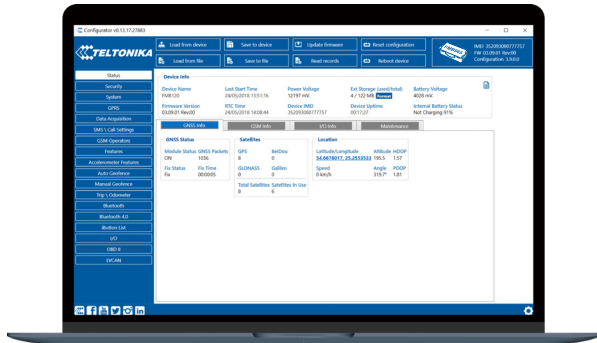 Configurator v0.13.17.27883
TELTONIKA
Load from device
Save to device
Update firmware
Reset configuration
Load from file
Save to file
Read records
Reboot device
IMEI 352093080777757
FW 03.09.01 Rev:00
Configuration 1.9.0.0
Status
Security
System
GPRS
Data Acquisition
SMS \ Call Settings
GSM Operators
Features
Accelerometer Features
Auto Geofence
Manual Geofence
Trip \ Odometer
Bluetooth
Bluetooth 4.0
iButton List
I/O
OBD II
LVCAN
Device Info
Device Name
FMB120
Last Start Time
24/05/2018 13:51:16
Power Voltage
12197 mV.
Ext Storage (used/total)
4 / 122 MB Format
Battery Voltage
4028 mV.
Firmware Version
03.09.01 Rev:00
RTC Time
24/05/2018 14:08:44
Device IMEI
352093080777757
Device Uptime
00:17:27
Internal Battery Status
Not Charging 91%
GNSS Info
GSM Info
I/O Info
Maintenance
GNSS Status
Module Status GNSS Packets
ON 1036
Fix Status Fix Time
Fix 00:00:05
Satellites
GPS BeiDou
8 0
GLONASS Galileo
0 0
Total Satellites Satellites In Use
8 6
Location
Latitude/Longitude Altitude HDOP
54.6678017, 25.2553533 195.5 1.57
Speed Angle PDOP
0 km/h 319.7° 1.81